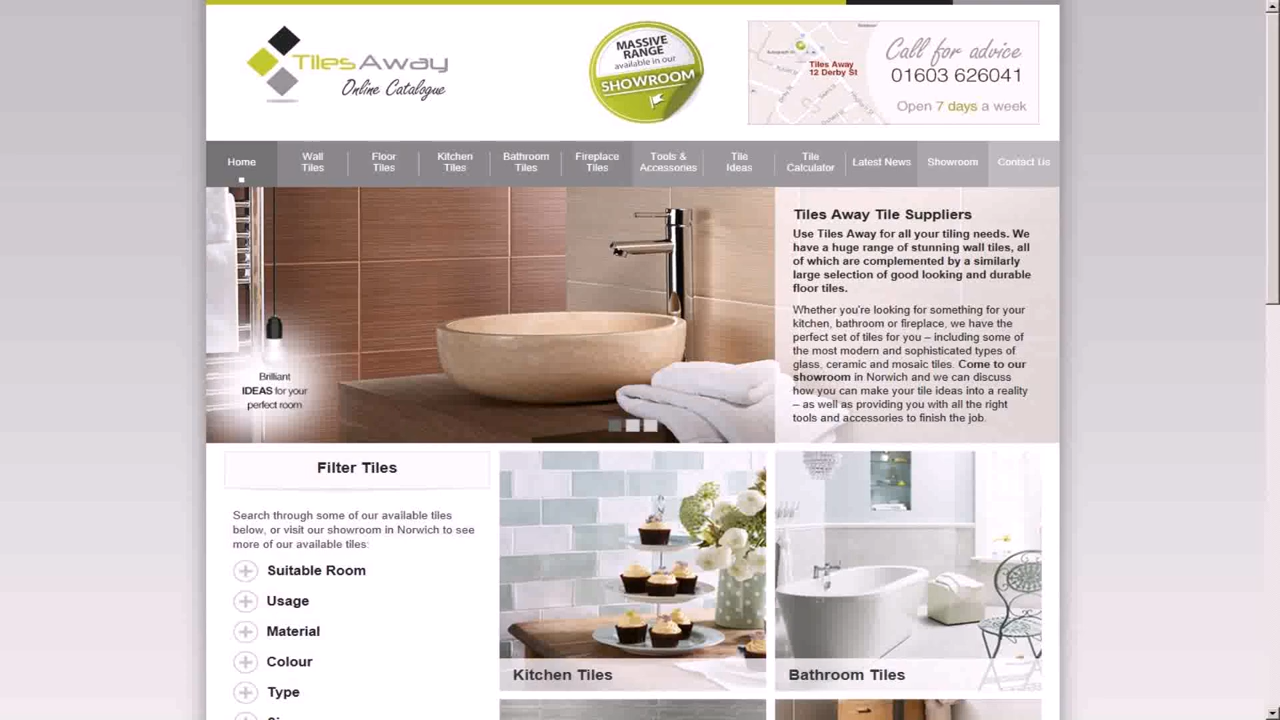 TilesAway
Online Catalogue
MASSIVE
RANGE
available in our
SHOWROOM
Tiles Away
12 Derby St
Call for advice
01603 626041
Open 7 days a week
Home
Wall
Tiles
Floor
Tiles
Kitchen
Tiles
Bathroom
Tiles
Fireplace
Tiles
Tools &
Accessories
Tile
Ideas
Tile
Calculator
Latest News
Showroom
Contact Us
Brilliant
IDEAS for your
perfect room
Tiles Away Tile Suppliers
Use Tiles Away for all your tiling needs. We
have a huge range of stunning wall tiles, all
of which are complemented by a similarly
large selection of good looking and durable
floor tiles.
Whether you're looking for something for your
kitchen, bathroom or fireplace, we have the
perfect set of tiles for you – including some of
the most modern and sophisticated types of
glass, ceramic and mosaic tiles. Come to our
showroom in Norwich and we can discuss
how you can make your tile ideas into a reality
– as well as providing you with all the right
tools and accessories to finish the job.
Filter Tiles
Search through some of our available tiles
below, or visit our showroom in Norwich to see
more of our available tiles:
Suitable Room
Usage
Material
Colour
Type
Kitchen Tiles
Bathroom Tiles